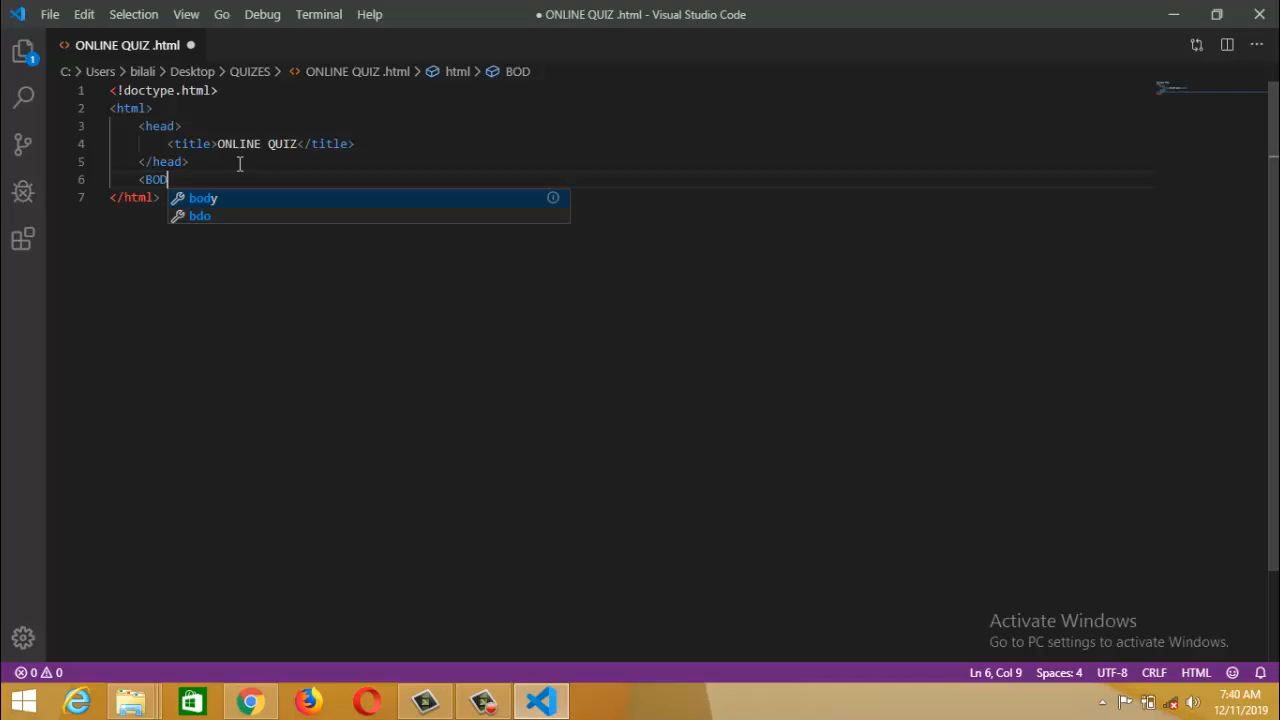 File Edit Selection View Go Debug Terminal Help
● ONLINE QUIZ .html - Visual Studio Code
ONLINE QUIZ .html ●
C: > Users > bilali > Desktop > QUIZES > ONLINE QUIZ .html > html > BOD
1 <!doctype.html>
2 <html>
3 <head>
4 <title>ONLINE QUIZ</title>
5 </head>
6 <BOD
body
7 </html>
bdo
Activate Windows
Go to PC settings to activate Windows.
0 0
Ln 6, Col 9 Spaces: 4 UTF-8 CRLF HTML
1
7:40 AM
12/11/2019